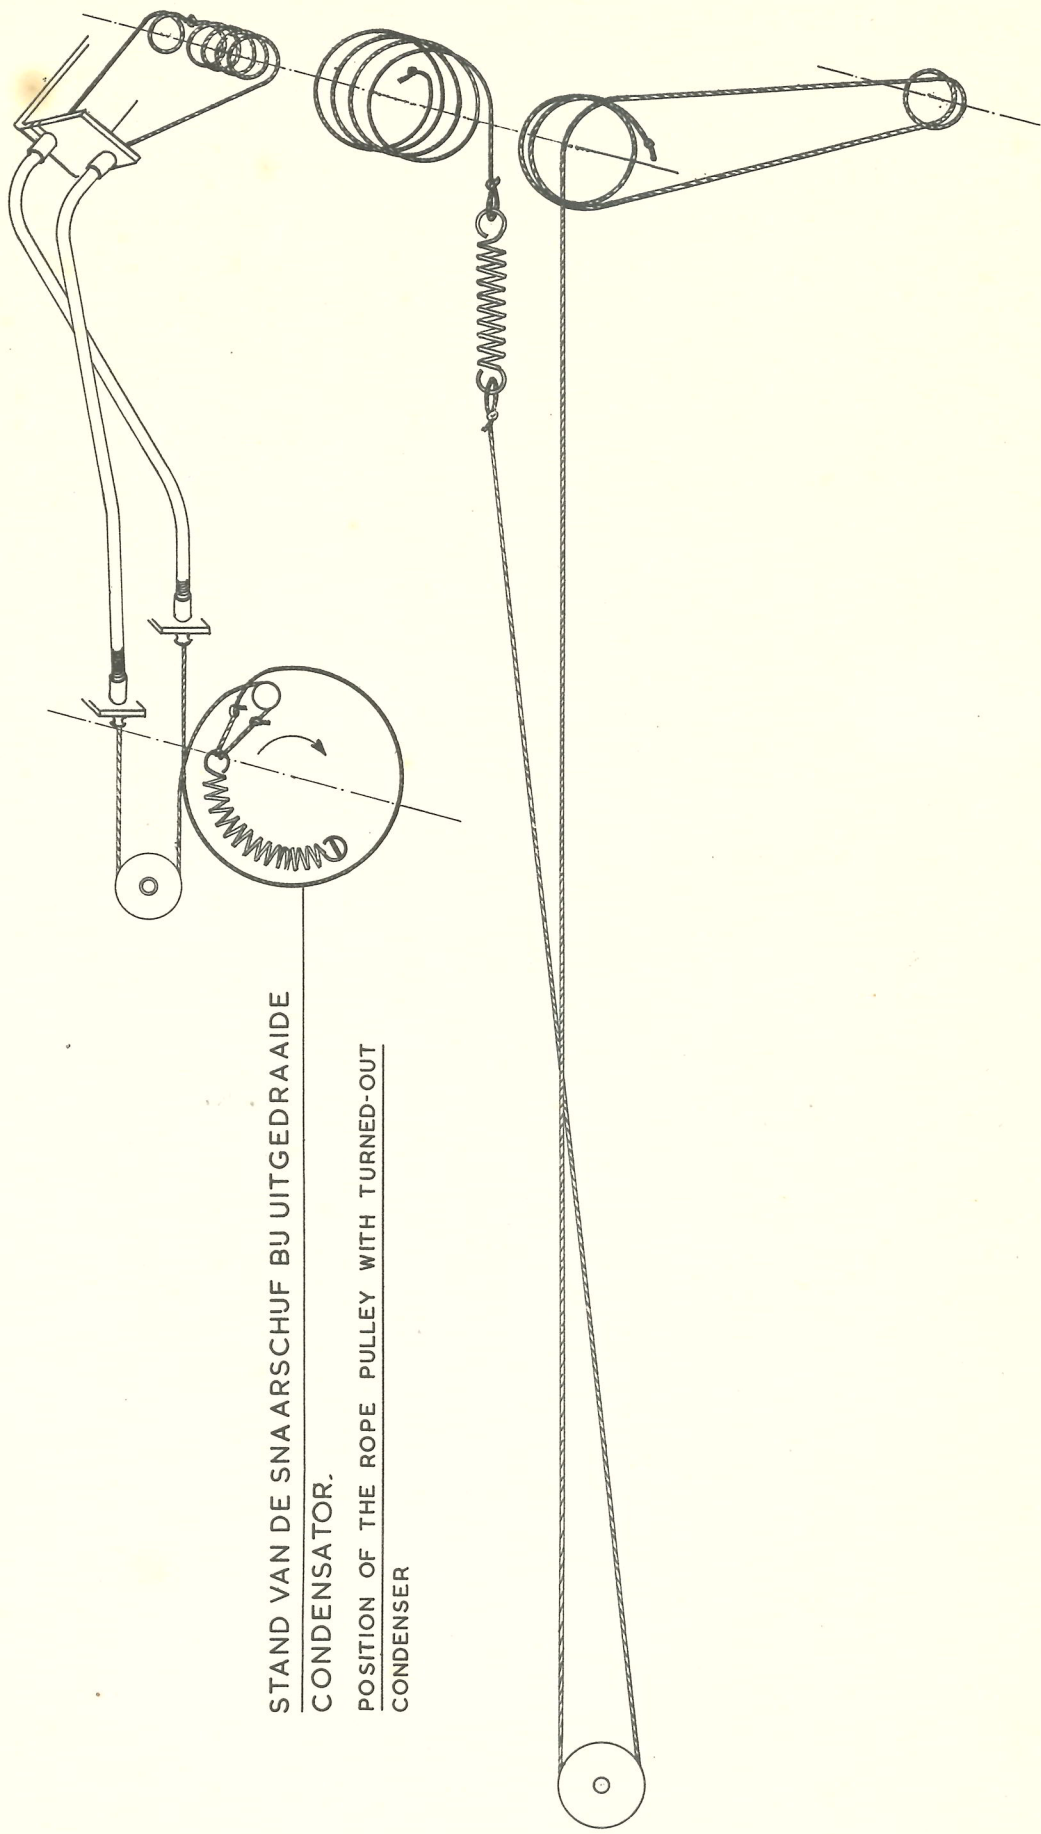 STAND VAN DE SNAARSCHIJF BIJ UITGEDRAAIDE
CONDENSATOR.
POSITION OF THE ROPE PULLEY WITH TURNED-OUT
CONDENSER